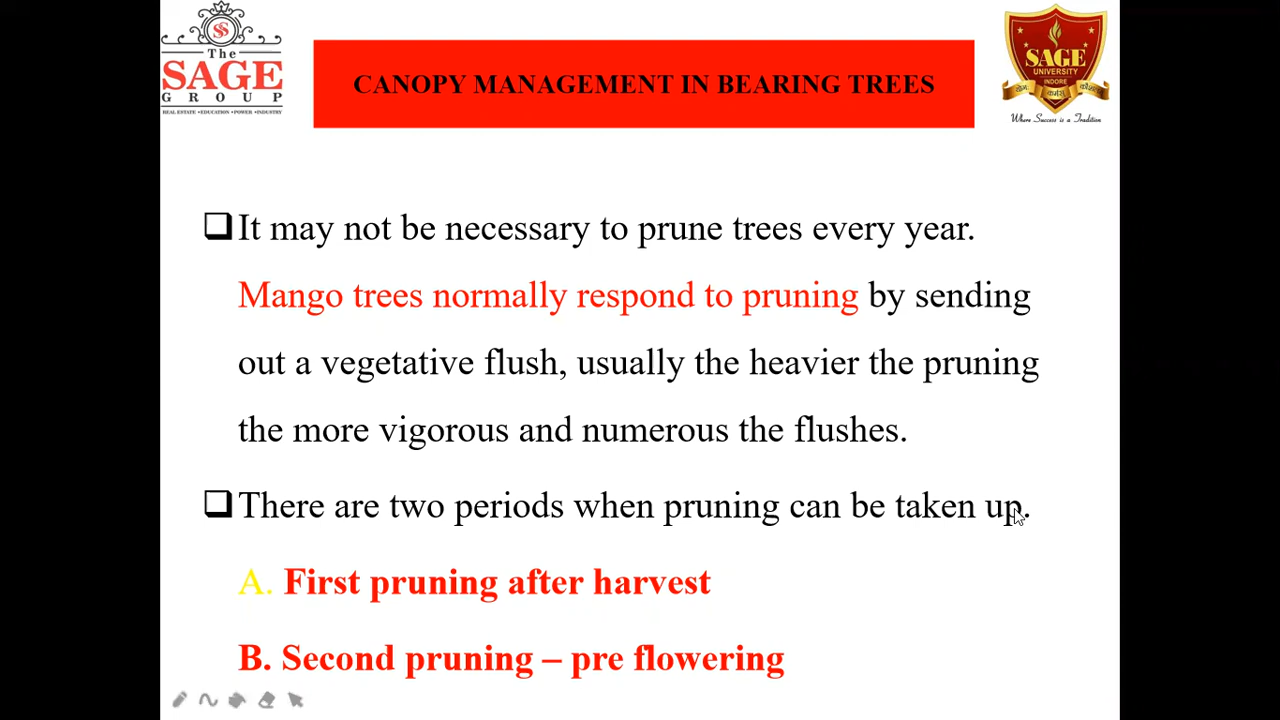 The
SAGE
GROUP
REAL ESTATE •EDUCATION •POWER •INDUSTRY
CANOPY MANAGEMENT IN BEARING TREES
SAGE
UNIVERSITY
INDORE
Where Success is a Tradition
It may not be necessary to prune trees every year.
Mango trees normally respond to pruning by sending
out a vegetative flush, usually the heavier the pruning
the more vigorous and numerous the flushes.
There are two periods when pruning can be taken up.
A. First pruning after harvest
B. Second pruning – pre flowering